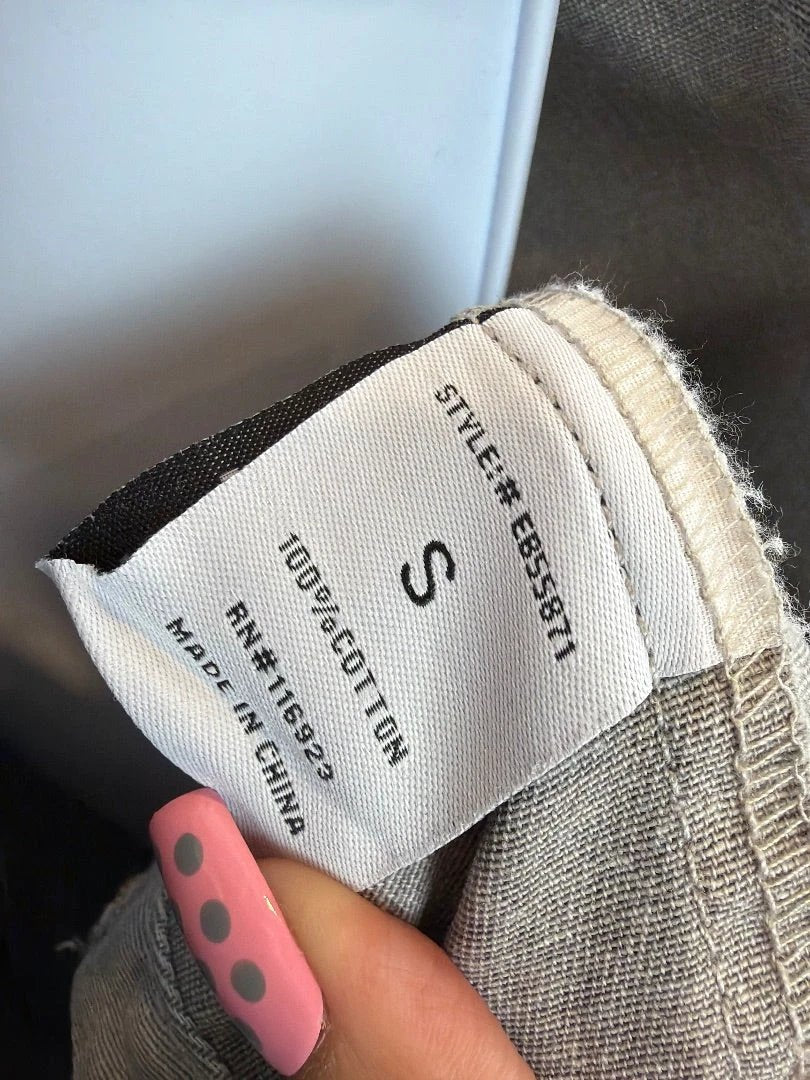 STYLE:# EB55871
S
100%COTTON
RN#116923
MADE IN CHINA